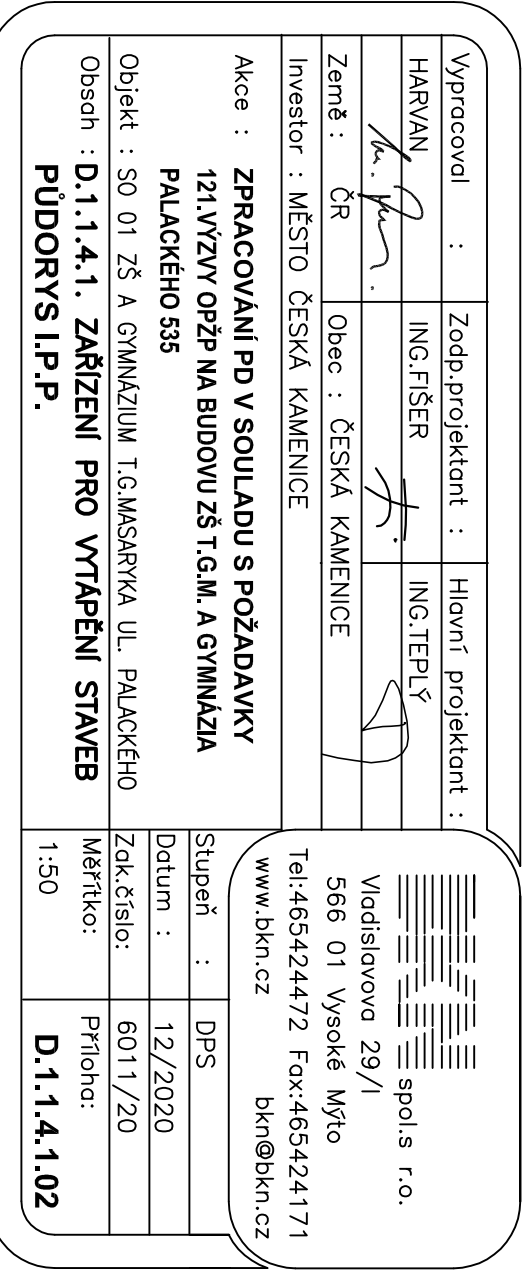 Vypracoval : Zodp.projektant : Hlavní projektant :
HARVAN ING.FIŠER ING.TEPLÝ
Země : ČR Obec : ČESKÁ KAMENICE
Investor : MĚSTO ČESKÁ KAMENICE
BKN spol.s r.o.
Vladislavova 29/I
566 01 Vysoké Mýto
Tel:465424472 Fax:465424171
www.bkn.cz bkn@bkn.cz
Akce : ZPRACOVÁNÍ PD V SOULADU S POŽADAVKY
121.VÝZVY OPŽP NA BUDOVU ZŠ T.G.M. A GYMNÁZIA
PALACKÉHO 535
Objekt : SO 01 ZŠ A GYMNÁZIUM T.G.MASARYKA UL. PALACKÉHO
Obsah : D.1.1.4.1. ZAŘÍZENÍ PRO VYTÁPĚNÍ STAVEB
PŮDORYS I.P.P.
Stupeň : DPS
Datum : 12/2020
Zak.číslo: 6011/20
Měřítko: Příloha:
1:50 D.1.1.4.1.02